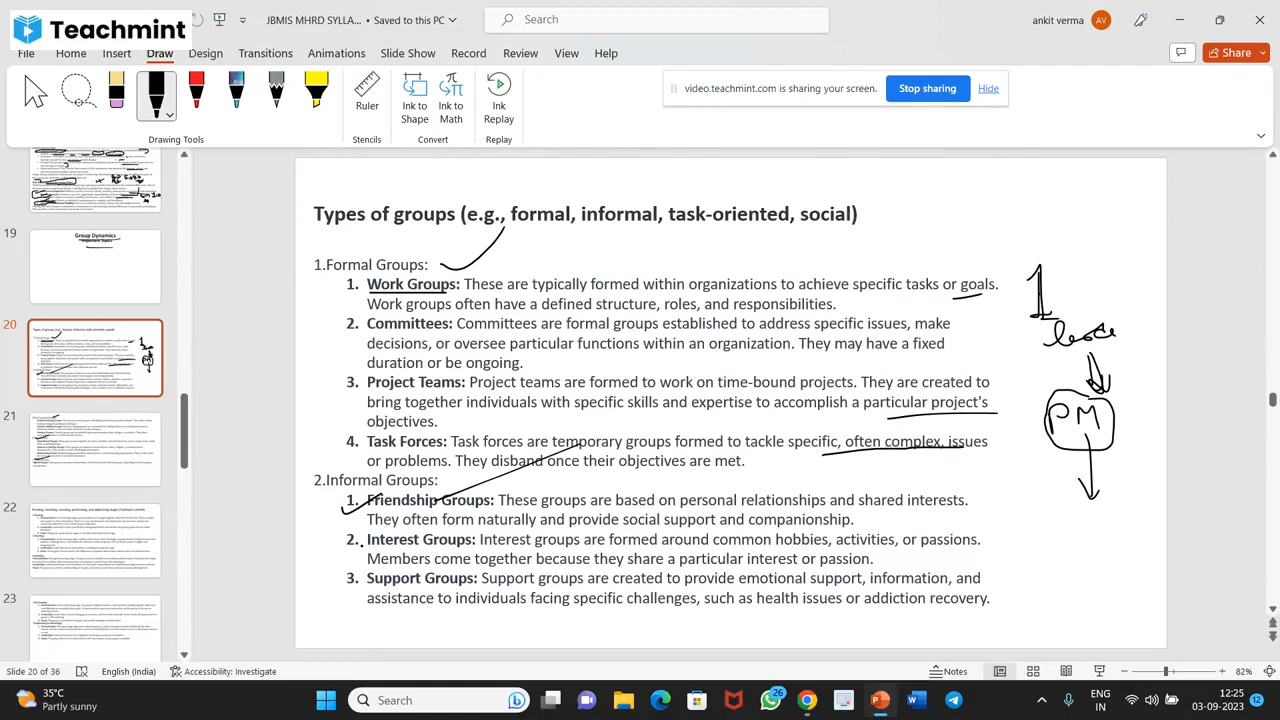 Teachmint
JBMIS MHRD SYLLA... • Saved to this PC
Search
ankit verma
AV
File Home Insert Draw Design Transitions Animations Slide Show Record Review View Help
Share
Ruler
Ink to Shape
Ink to Math
Ink Replay
video.teachmint.com is sharing your screen. Stop sharing Hide
Drawing Tools Stencils Convert Replay
19
Group Dynamics
Important Topics
20
21
22
23
Types of groups (e.g., formal, informal, task-oriented, social)
1.Formal Groups:
1. Work Groups: These are typically formed within organizations to achieve specific tasks or goals.
Work groups often have a defined structure, roles, and responsibilities.
2. Committees: Committees are formal groups established to address specific issues, make
decisions, or oversee particular functions within an organization. They may have a fixed
duration or be ongoing.
3. Project Teams: Project teams are formed to work on time-bound projects. They are created to
bring together individuals with specific skills and expertise to accomplish a particular project's
objectives.
4. Task Forces: Task forces are temporary groups formed to tackle specific, often complex, issues
or problems. They disband once their objectives are met.
2.Informal Groups:
1. Friendship Groups: These groups are based on personal relationships and shared interests.
They often form naturally and provide social support and companionship.
2. Interest Groups: Interest groups are formed around common hobbies, activities, or passions.
Members come together because they share a particular interest or passion.
3. Support Groups: Support groups are created to provide emotional support, information, and
assistance to individuals facing specific challenges, such as health issues or addiction recovery.
1
PM
Slide 20 of 36 English (India) Accessibility: Investigate Notes 82%
35°C
Partly sunny
Search
26
ENG
IN
12:25
03-09-2023